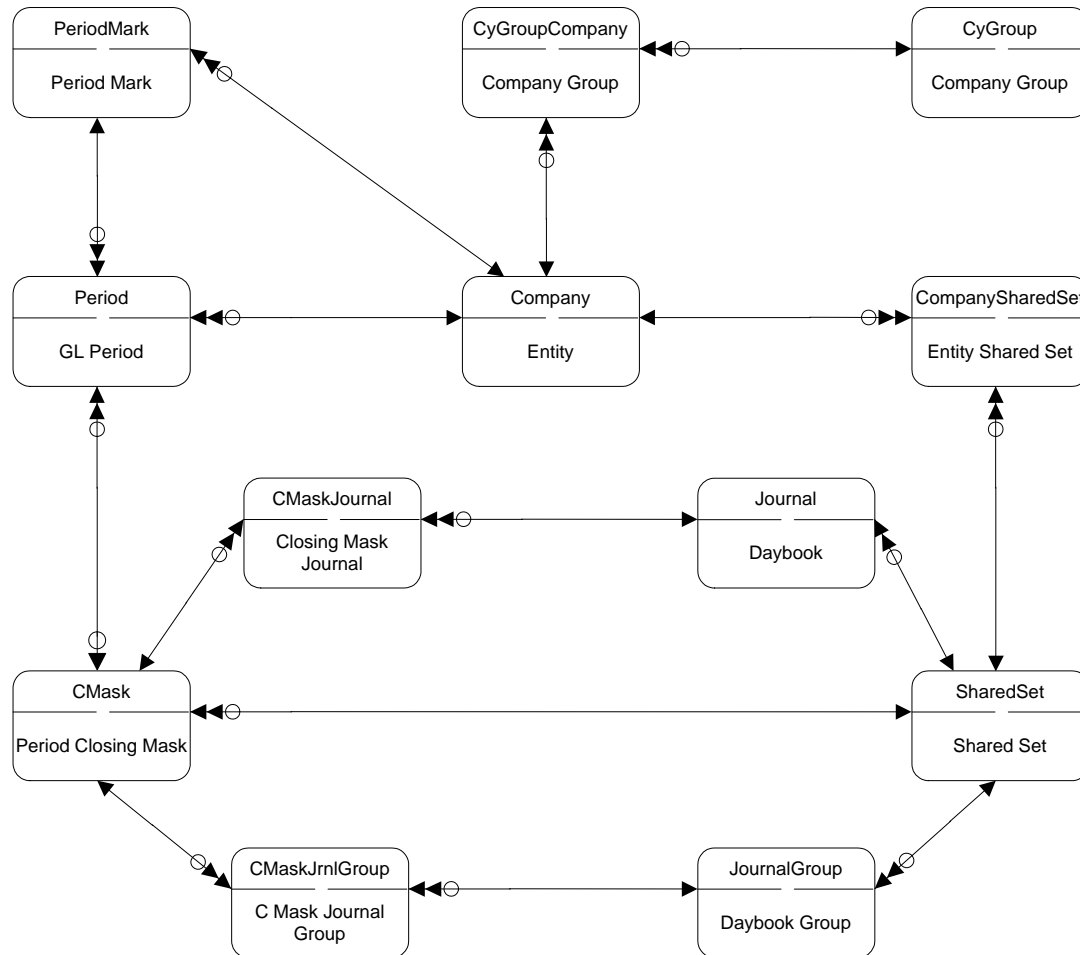 PeriodMark
Period Mark
CyGroupCompany
Company Group
CyGroup
Company Group
Period
GL Period
Company
Entity
CompanySharedSet
Entity Shared Set
CMaskJournal
Closing Mask
Journal
Journal
Daybook
CMask
Period Closing Mask
SharedSet
Shared Set
CMaskJrnlGroup
C Mask Journal
Group
JournalGroup
Daybook Group